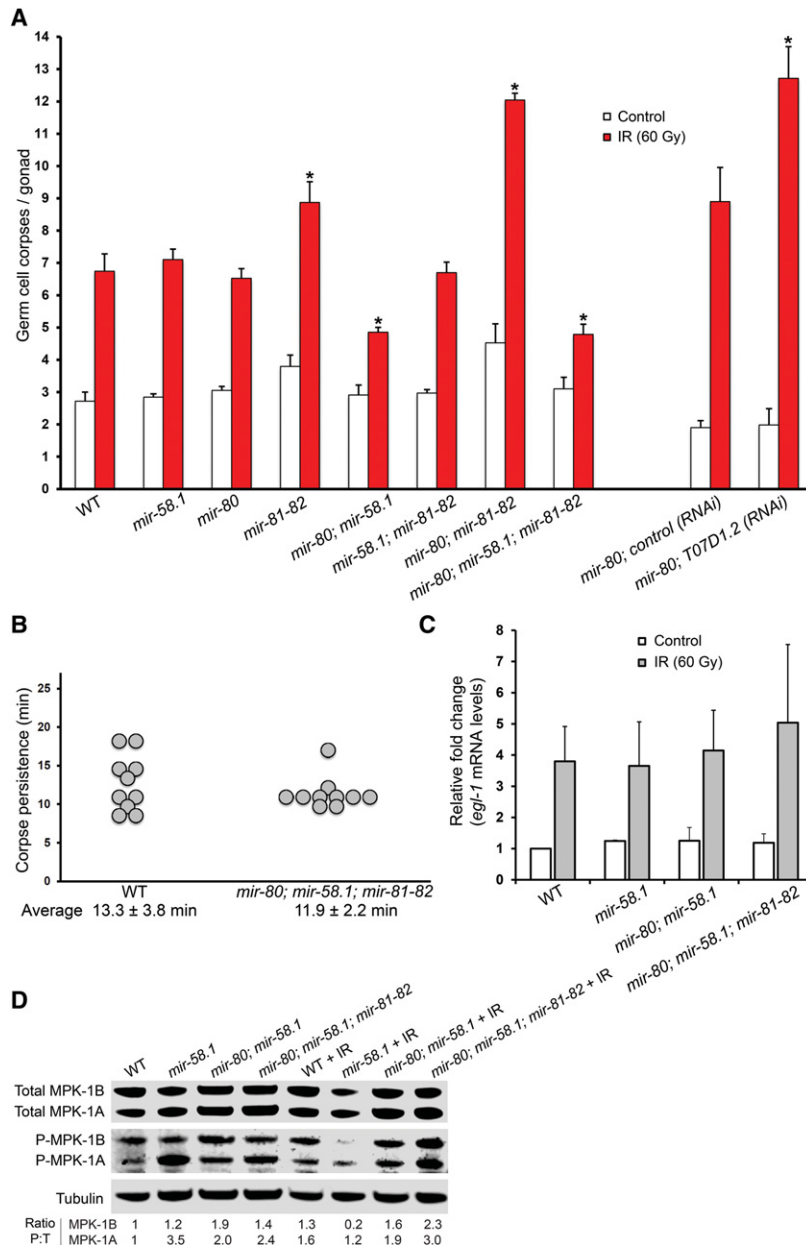 A
Germ cell corpses / gonad
14
13
12
11
10
9
8
7
6
5
4
3
2
1
0
Control
IR (60 Gy)
*
*
*
*
*
WT
mir-58.1
mir-80
mir-81-82
mir-80; mir-58.1
mir-58.1; mir-81-82
mir-80; mir-81-82
mir-80; mir-58.1; mir-81-82
mir-80; control (RNAi)
mir-80; T07D1.2 (RNAi)
B
Corpse persistence (min)
25
20
15
10
5
0
WT
mir-80; mir-58.1; mir-81-82
Average 13.3 ± 3.8 min 11.9 ± 2.2 min
C
Relative fold change
(egl-1 mRNA levels)
8
7
6
5
4
3
2
1
0
Control
IR (60 Gy)
WT
mir-58.1
mir-80; mir-58.1
mir-80; mir-58.1; mir-81-82
D
WT
mir-58.1
mir-80; mir-58.1
mir-80; mir-58.1; mir-81-82
WT + IR
mir-58.1 + IR
mir-80; mir-58.1 + IR
mir-80; mir-58.1; mir-81-82 + IR
Total MPK-1B
Total MPK-1A
P-MPK-1B
P-MPK-1A
Tubulin
Ratio MPK-1B 1 1.2 1.9 1.4 1.3 0.2 1.6 2.3
P:T MPK-1A 1 3.5 2.0 2.4 1.6 1.2 1.9 3.0